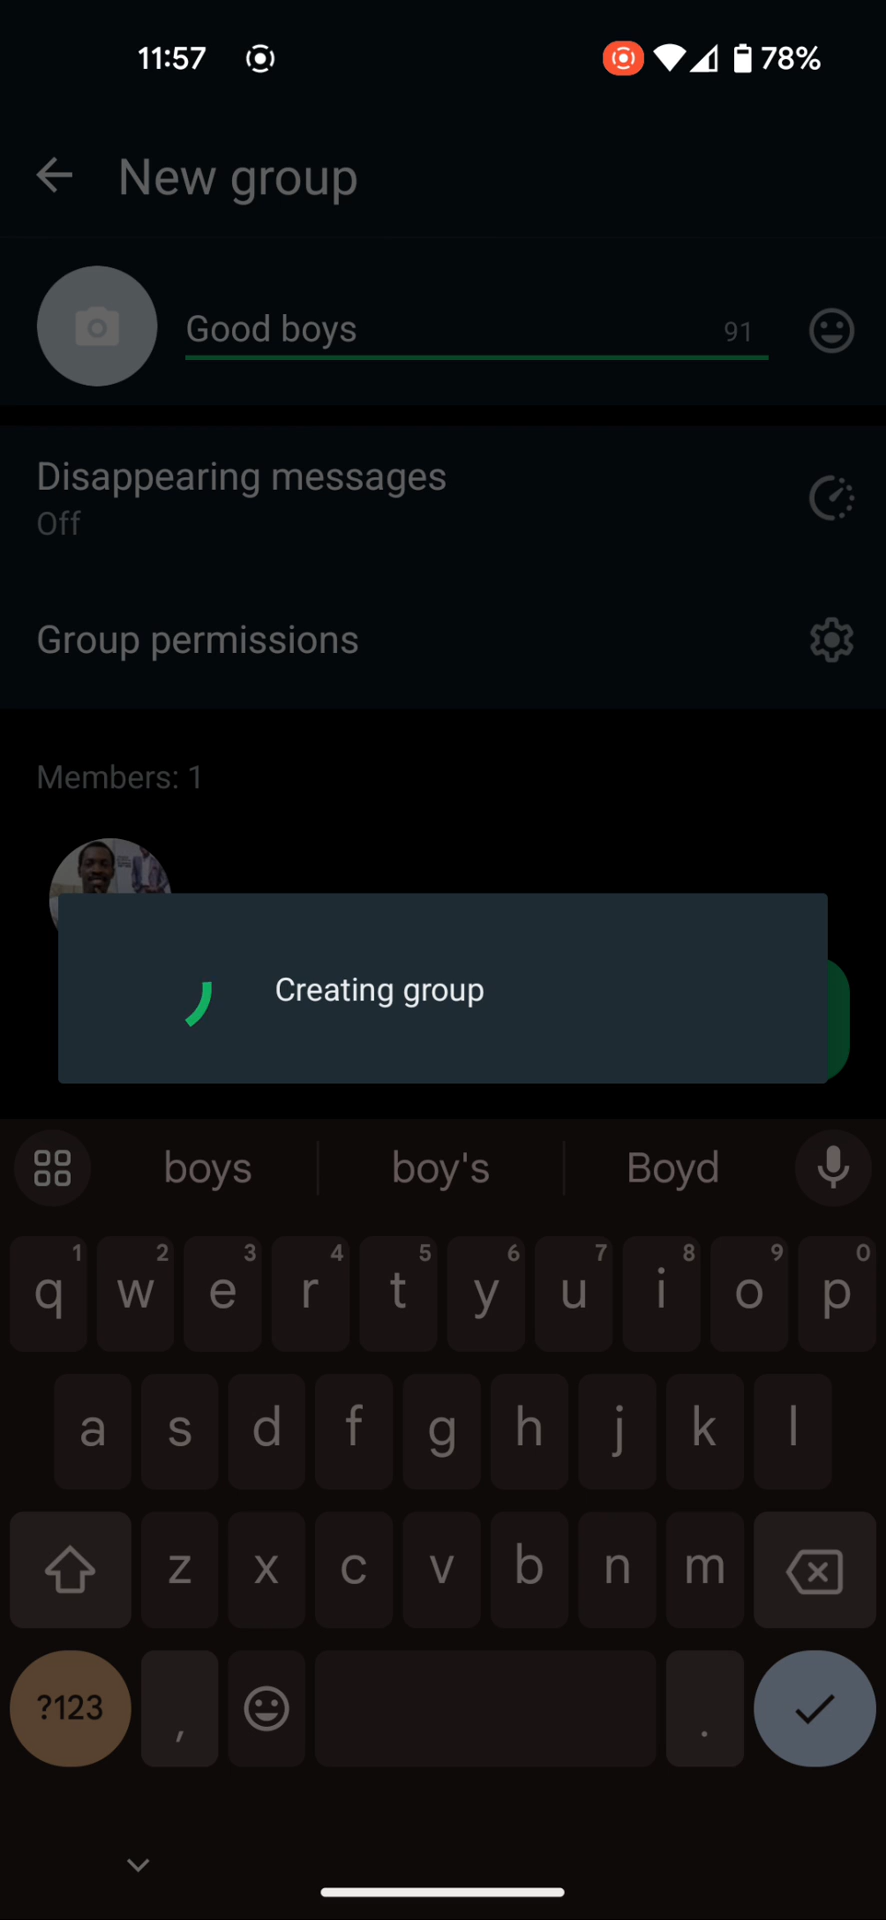 11:57
78%
New group
Good boys 91
Disappearing messages
Off
Group permissions
Members: 1
Creating group
boys boy's Boyd
1 2 3 4 5 6 7 8 9 0
q w e r t y u i o p
a s d f g h j k l
z x c v b n m
?123 , .